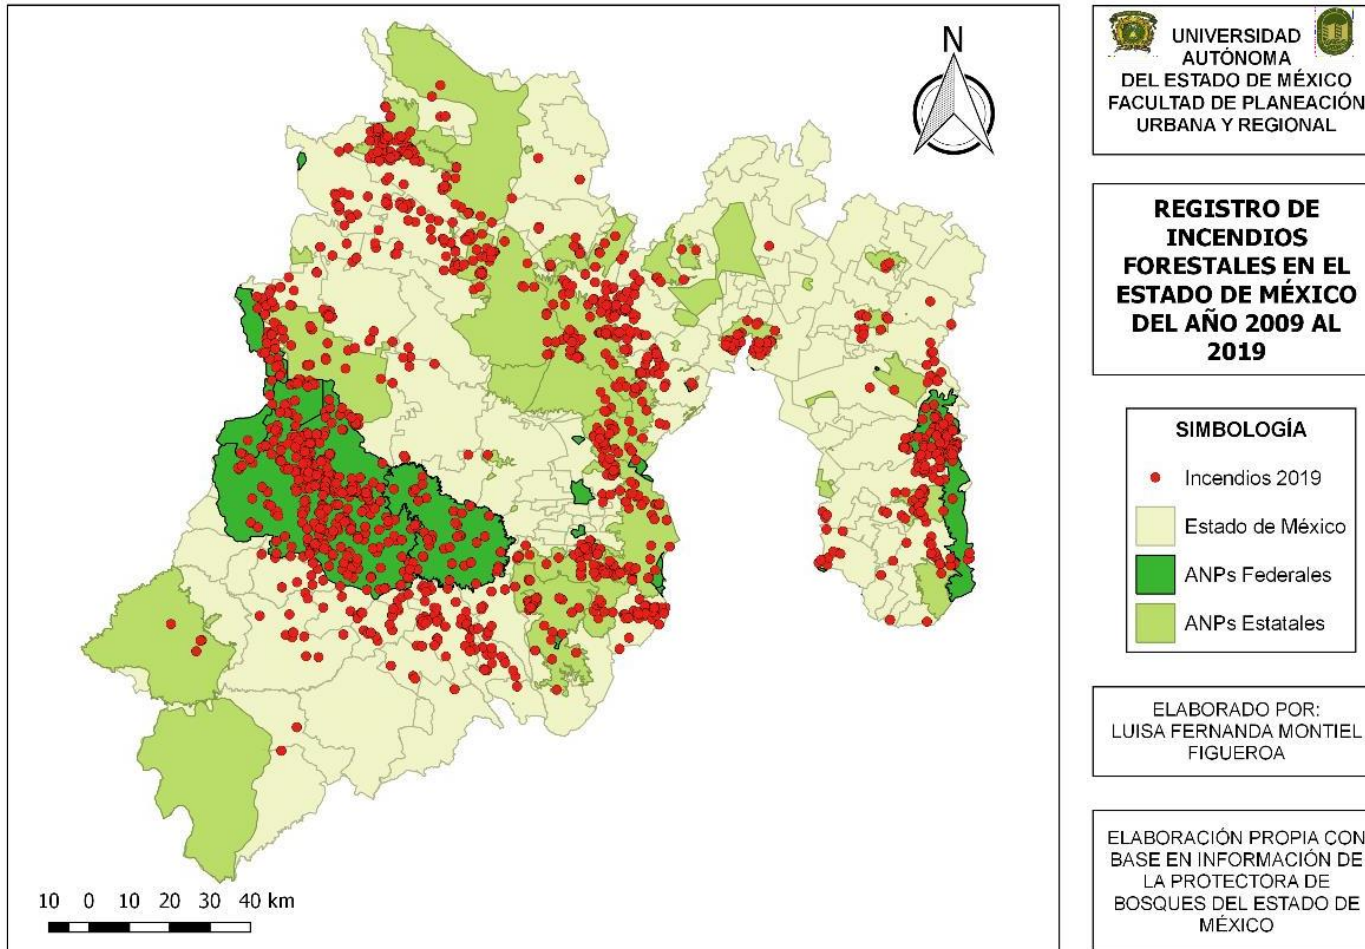 N
10 0 10 20 30 40 km
UNIVERSIDAD
AUTÓNOMA
DEL ESTADO DE MÉXICO
FACULTAD DE PLANEACIÓN
URBANA Y REGIONAL
REGISTRO DE
INCENDIOS
FORESTALES EN EL
ESTADO DE MÉXICO
DEL AÑO 2009 AL
2019
SIMBOLOGÍA
Incendios 2019
Estado de México
ANPs Federales
ANPs Estatales
ELABORADO POR:
LUISA FERNANDA MONTIEL
FIGUEROA
ELABORACIÓN PROPIA CON
BASE EN INFORMACIÓN DE
LA PROTECTORA DE
BOSQUES DEL ESTADO DE
MÉXICO